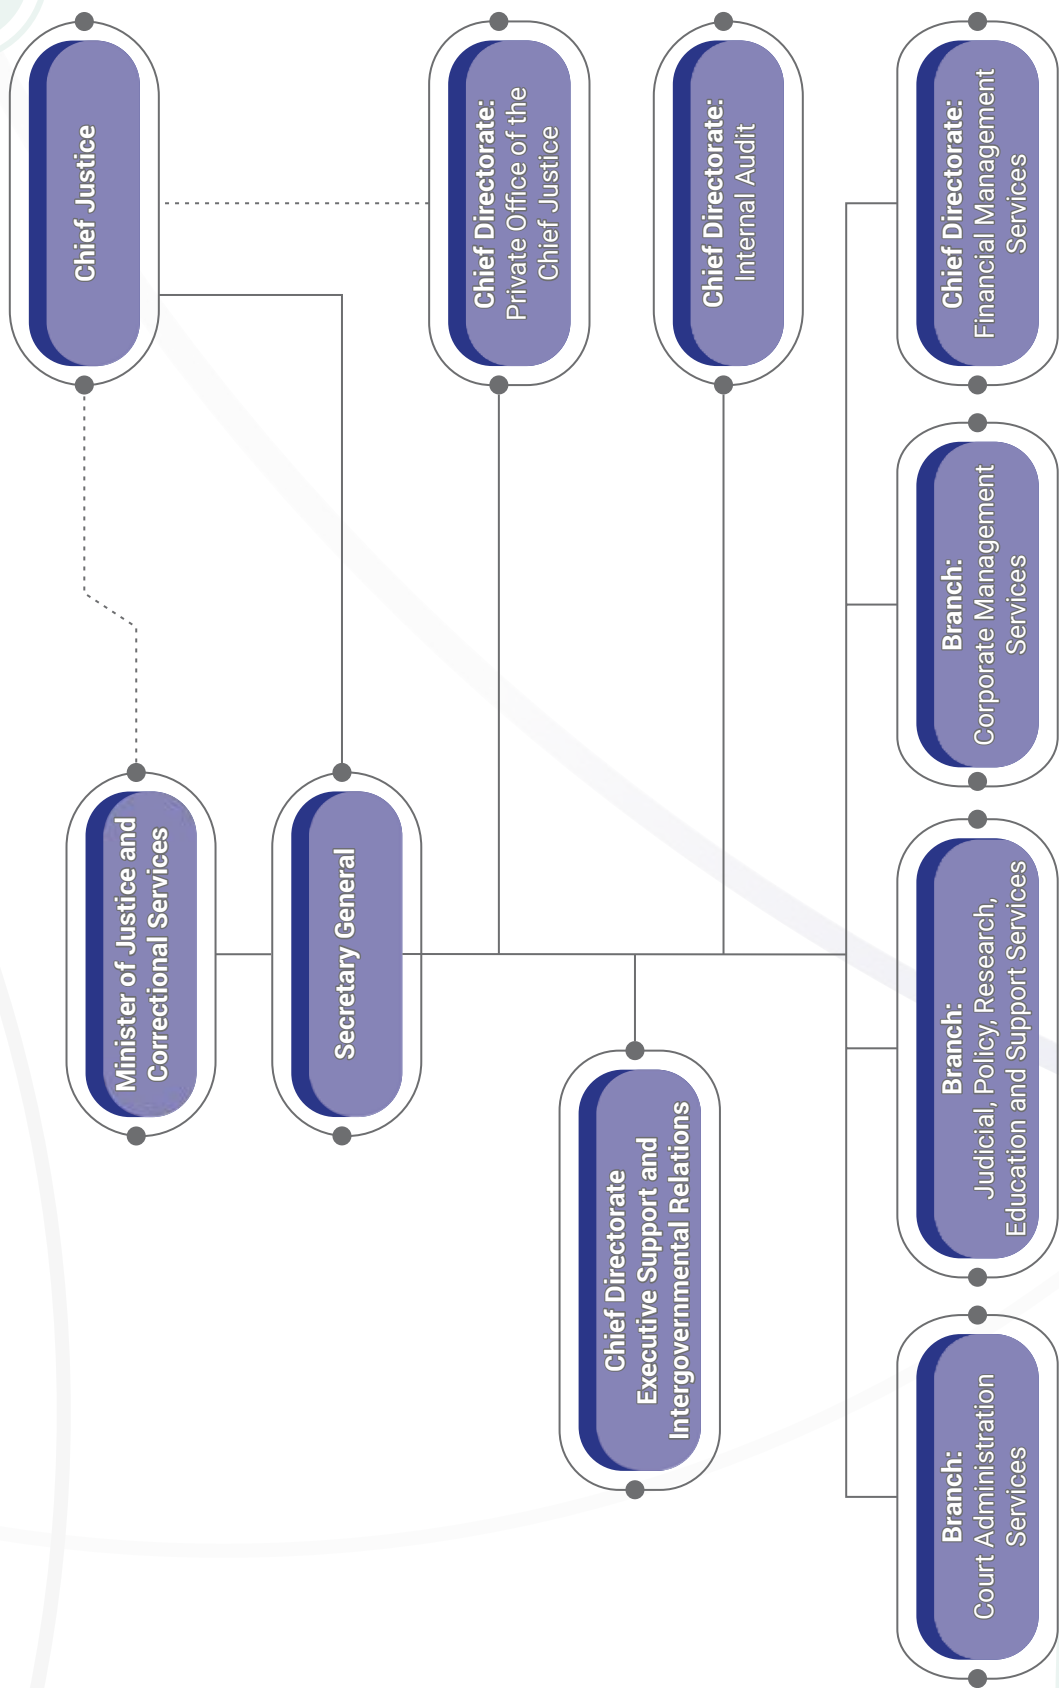 Chief Justice
Minister of Justice and
Correctional Services
Secretary General
Chief Directorate:
Private Office of the
Chief Justice
Chief Directorate
Executive Support and
Intergovernmental Relations
Chief Directorate:
Internal Audit
Branch:
Court Administration
Services
Branch:
Judicial, Policy, Research,
Education and Support Services
Branch:
Corporate Management
Services
Chief Directorate:
Financial Management
Services